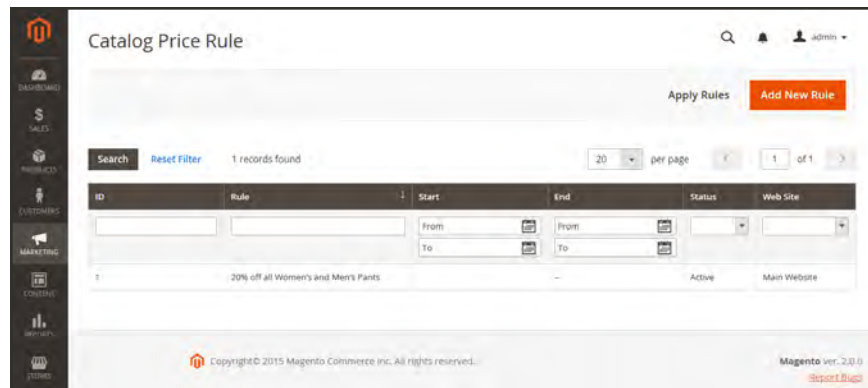 Catalog Price Rule
admin
DASHBOARD
SALES
PRODUCTS
CUSTOMERS
MARKETING
CONTENT
REPORTS
STORES
Apply Rules
Add New Rule
Search Reset Filter 1 records found 20 per page 1 of 1
ID Rule Start End Status Web Site
From From
To To
20% off all Women's and Men's Pants -- Active Main Website
Copyright© 2015 Magento Commerce Inc. All rights reserved.
Magento ver. 2.0.0
Report Bugs